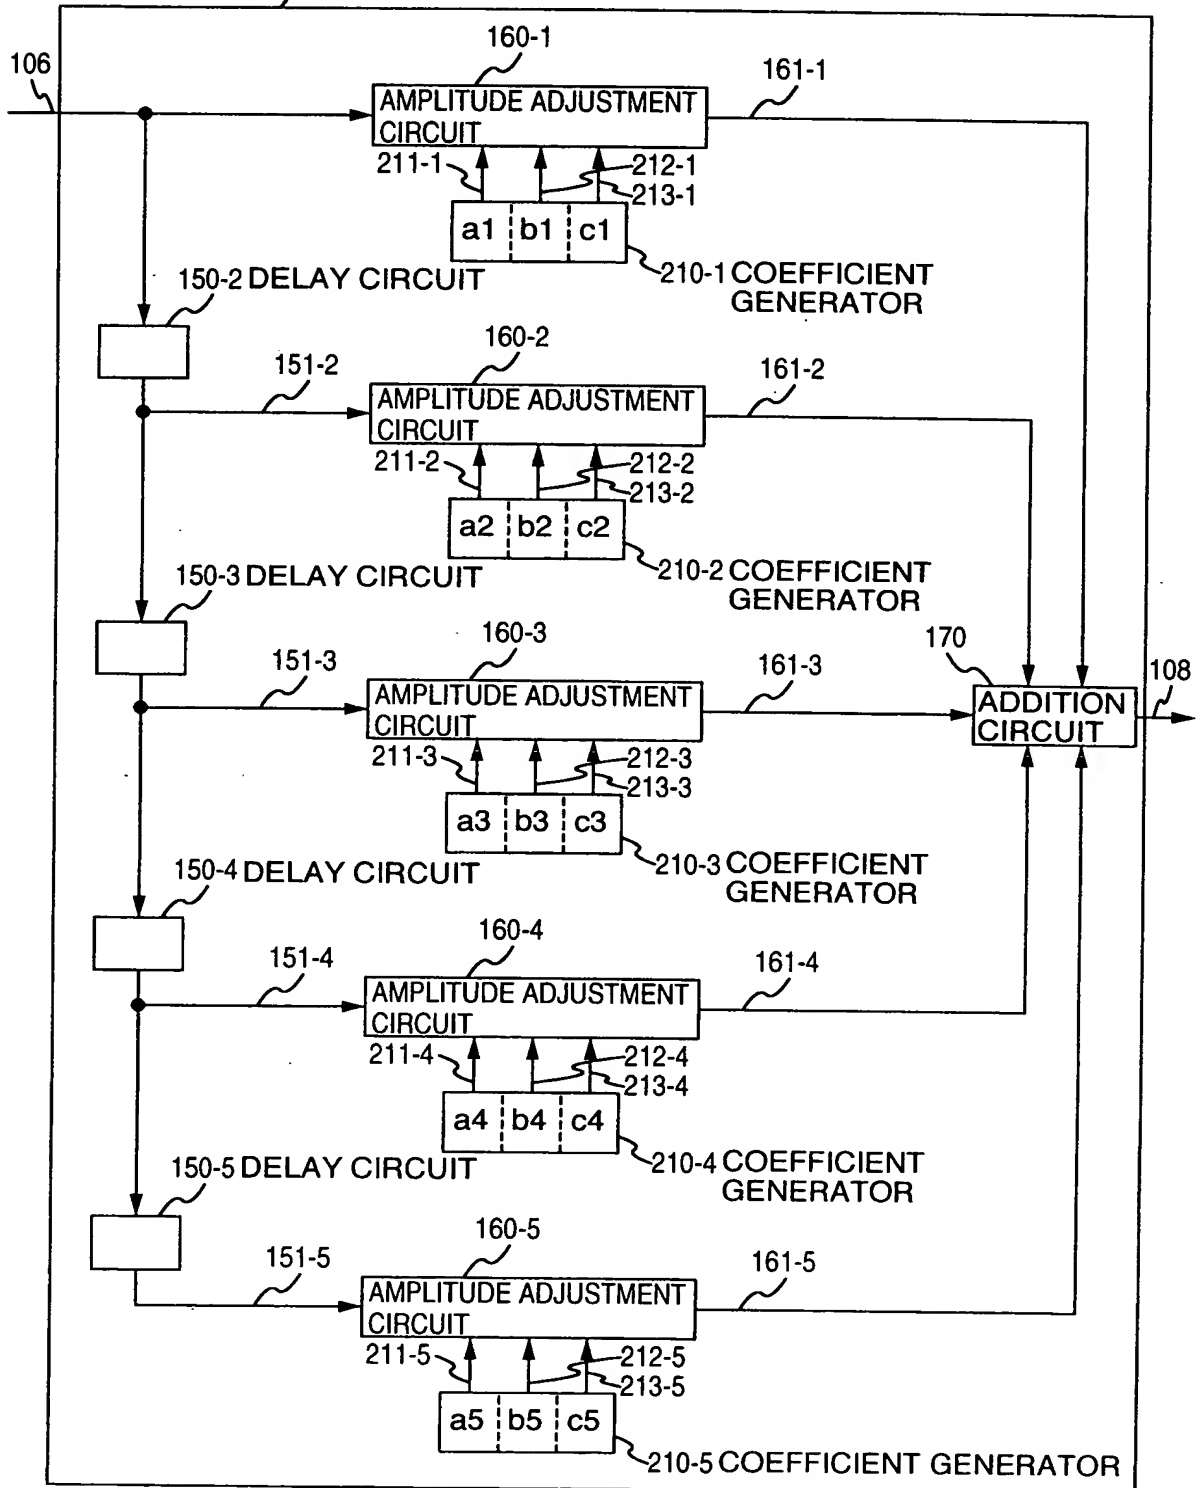 160-1
106
161-1
AMPLITUDE ADJUSTMENT
CIRCUIT
211-1
212-1
213-1
a1 b1 c1
210-1 COEFFICIENT
GENERATOR
150-2 DELAY CIRCUIT
160-2
151-2
161-2
AMPLITUDE ADJUSTMENT
CIRCUIT
211-2
212-2
213-2
a2 b2 c2
210-2 COEFFICIENT
GENERATOR
150-3 DELAY CIRCUIT
160-3
151-3
161-3
170
108
AMPLITUDE ADJUSTMENT
CIRCUIT
ADDITION
CIRCUIT
211-3
212-3
213-3
a3 b3 c3
210-3 COEFFICIENT
GENERATOR
150-4 DELAY CIRCUIT
160-4
151-4
161-4
AMPLITUDE ADJUSTMENT
CIRCUIT
211-4
212-4
213-4
a4 b4 c4
210-4 COEFFICIENT
GENERATOR
150-5 DELAY CIRCUIT
160-5
151-5
161-5
AMPLITUDE ADJUSTMENT
CIRCUIT
211-5
212-5
213-5
a5 b5 c5
210-5 COEFFICIENT GENERATOR